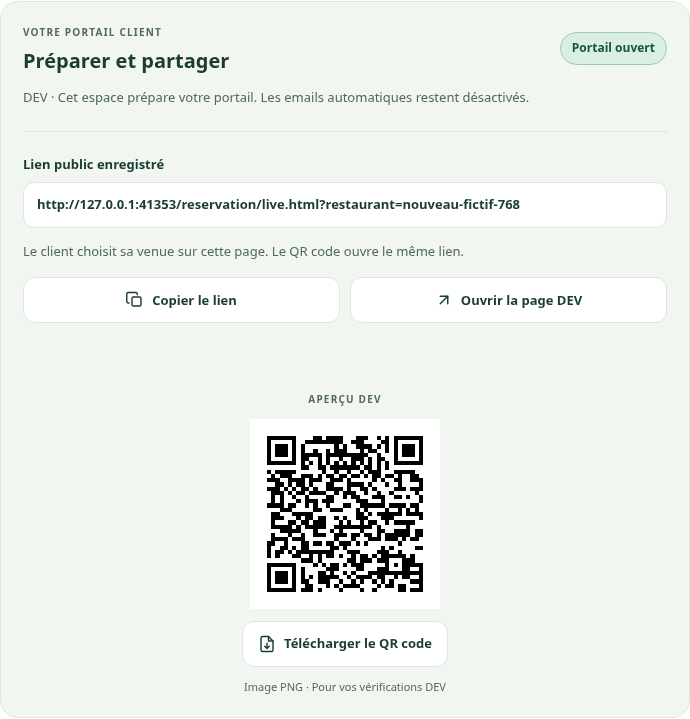 VOTRE PORTAIL CLIENT
Préparer et partager
Portail ouvert
DEV · Cet espace prépare votre portail. Les emails automatiques restent désactivés.
Lien public enregistré
http://127.0.0.1:41353/reservation/live.html?restaurant=nouveau-fictif-768
Le client choisit sa venue sur cette page. Le QR code ouvre le même lien.
Copier le lien
Ouvrir la page DEV
APERÇU DEV
Télécharger le QR code
Image PNG · Pour vos vérifications DEV